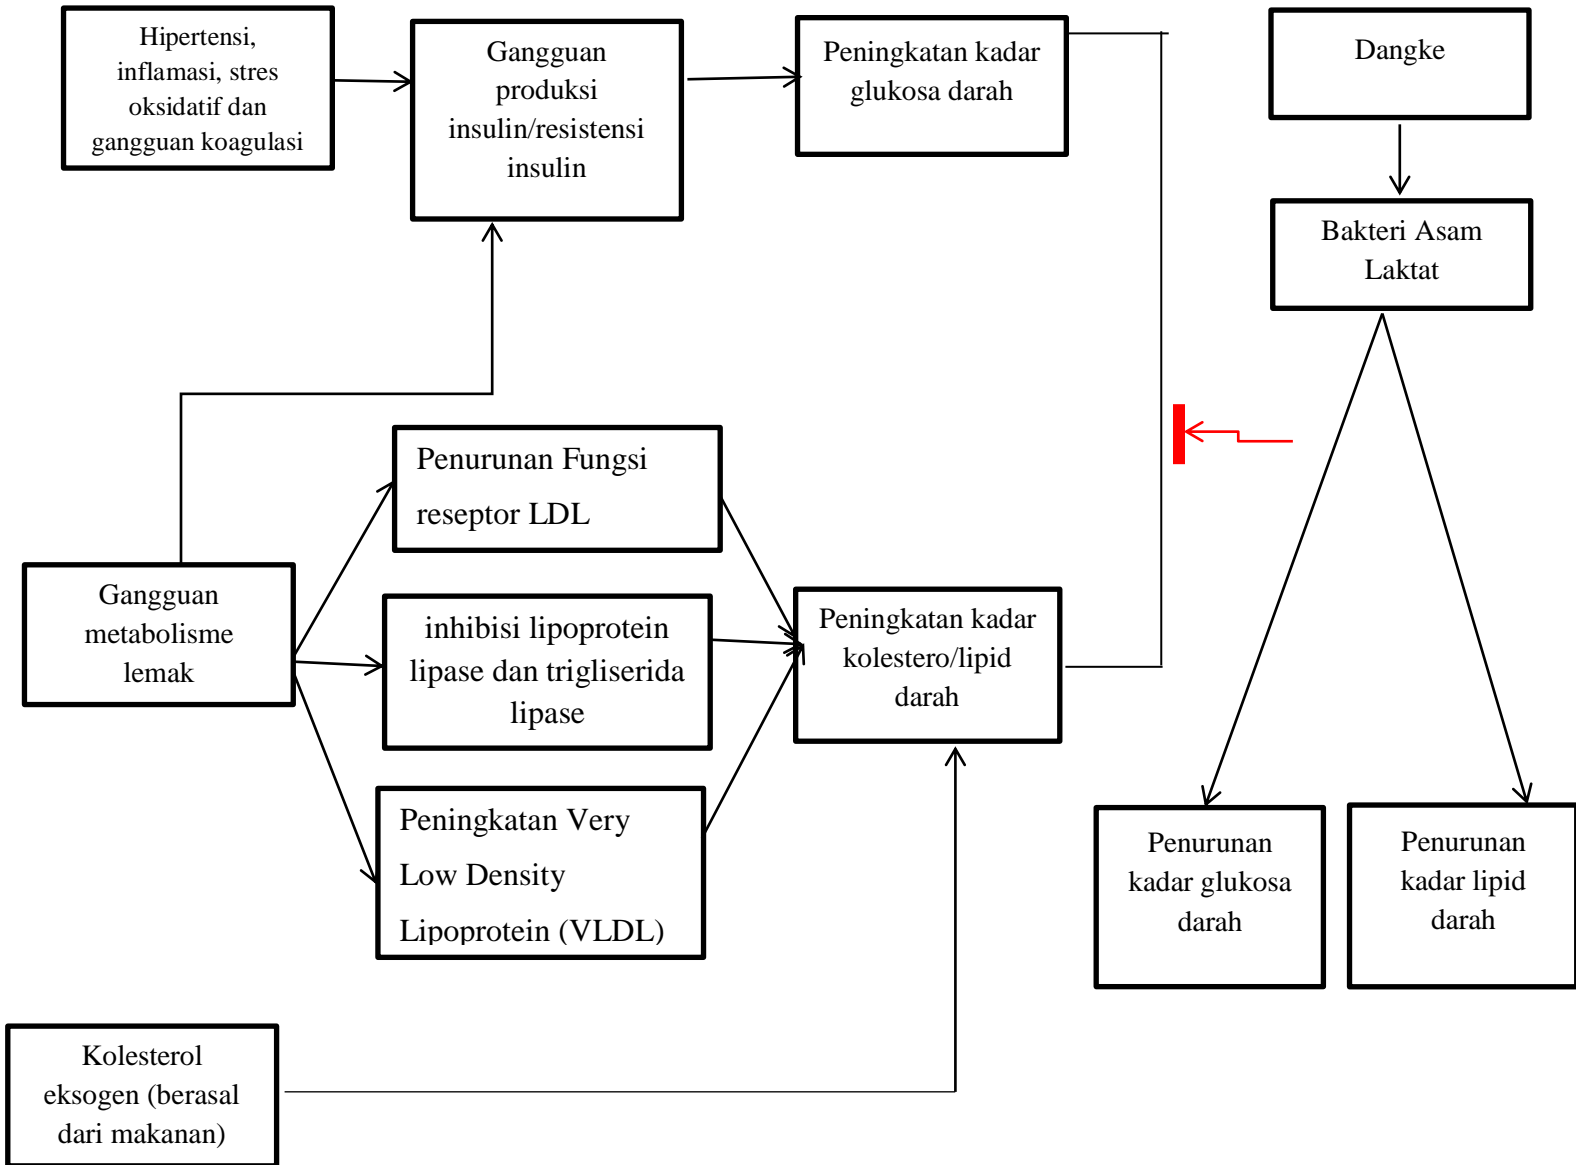 Hipertensi,
inflamasi, stres
oksidatif dan
gangguan koagulasi
Gangguan
produksi
insulin/resistensi
insulin
Peningkatan kadar
glukosa darah
Dangke
Bakteri Asam
Laktat
Penurunan Fungsi
reseptor LDL
Gangguan
metabolisme
lemak
inhibisi lipoprotein
lipase dan trigliserida
lipase
Peningkatan kadar
kolestero/lipid
darah
Peningkatan Very
Low Density
Lipoprotein (VLDL)
Penurunan
kadar glukosa
darah
Penurunan
kadar lipid
darah
Kolesterol
eksogen (berasal
dari makanan)